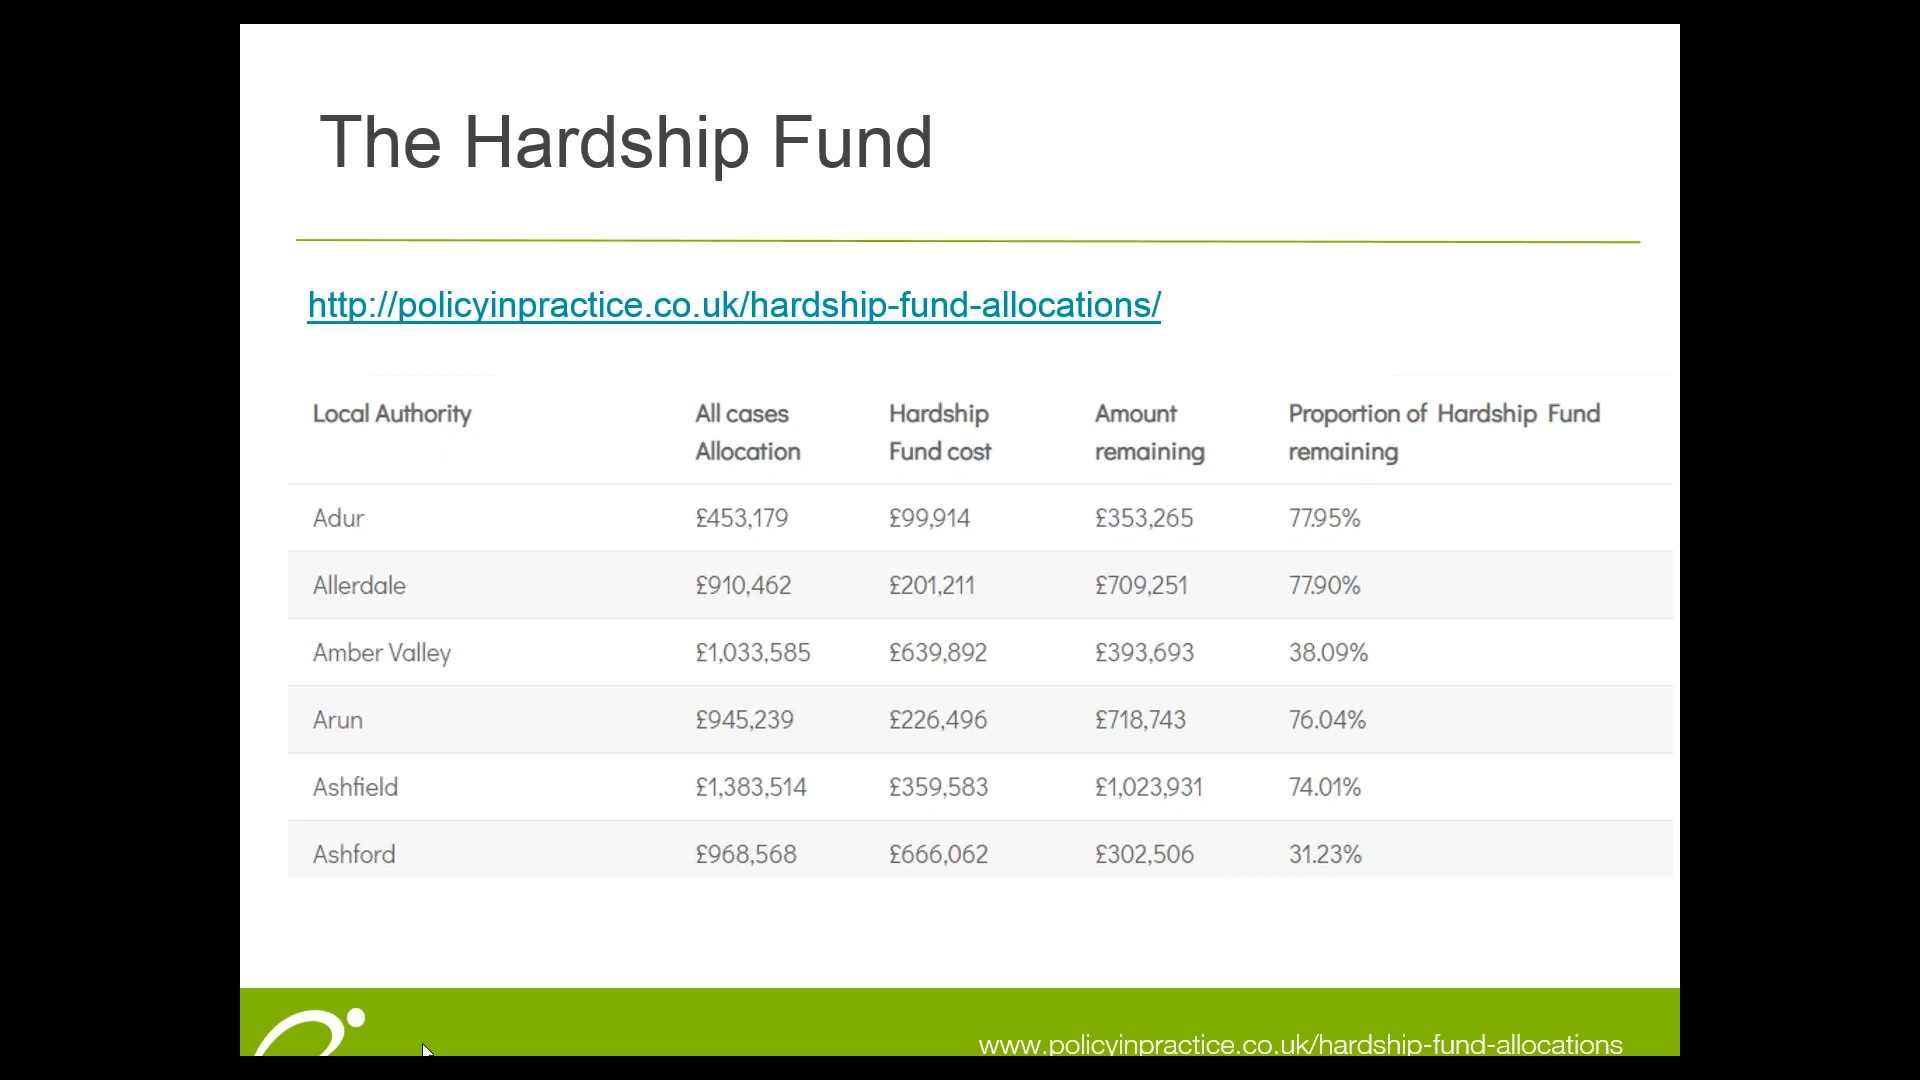 The Hardship Fund
http://policyinpractice.co.uk/hardship-fund-allocations/
Local Authority All cases Allocation Hardship Fund cost Amount remaining Proportion of Hardship Fund remaining
Adur £453,179 £99,914 £353,265 77.95%
Allerdale £910,462 £201,211 £709,251 77.90%
Amber Valley £1,033,585 £639,892 £393,693 38.09%
Arun £945,239 £226,496 £718,743 76.04%
Ashfield £1,383,514 £359,583 £1,023,931 74.01%
Ashford £968,568 £666,062 £302,506 31.23%
www.policyinpractice.co.uk/hardship-fund-allocations